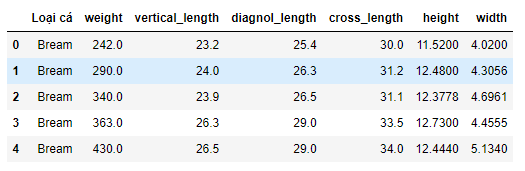 Loại cá weight vertical_length diagnol_length cross_length height width
0 Bream 242.0 23.2 25.4 30.0 11.5200 4.0200
1 Bream 290.0 24.0 26.3 31.2 12.4800 4.3056
2 Bream 340.0 23.9 26.5 31.1 12.3778 4.6961
3 Bream 363.0 26.3 29.0 33.5 12.7300 4.4555
4 Bream 430.0 26.5 29.0 34.0 12.4440 5.1340